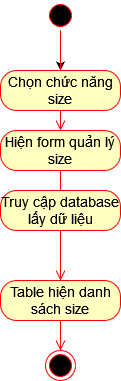 Chọn chức năng
size
Hiện form quản lý
size
Truy cập database
lấy dữ liệu
Table hiện danh
sách size